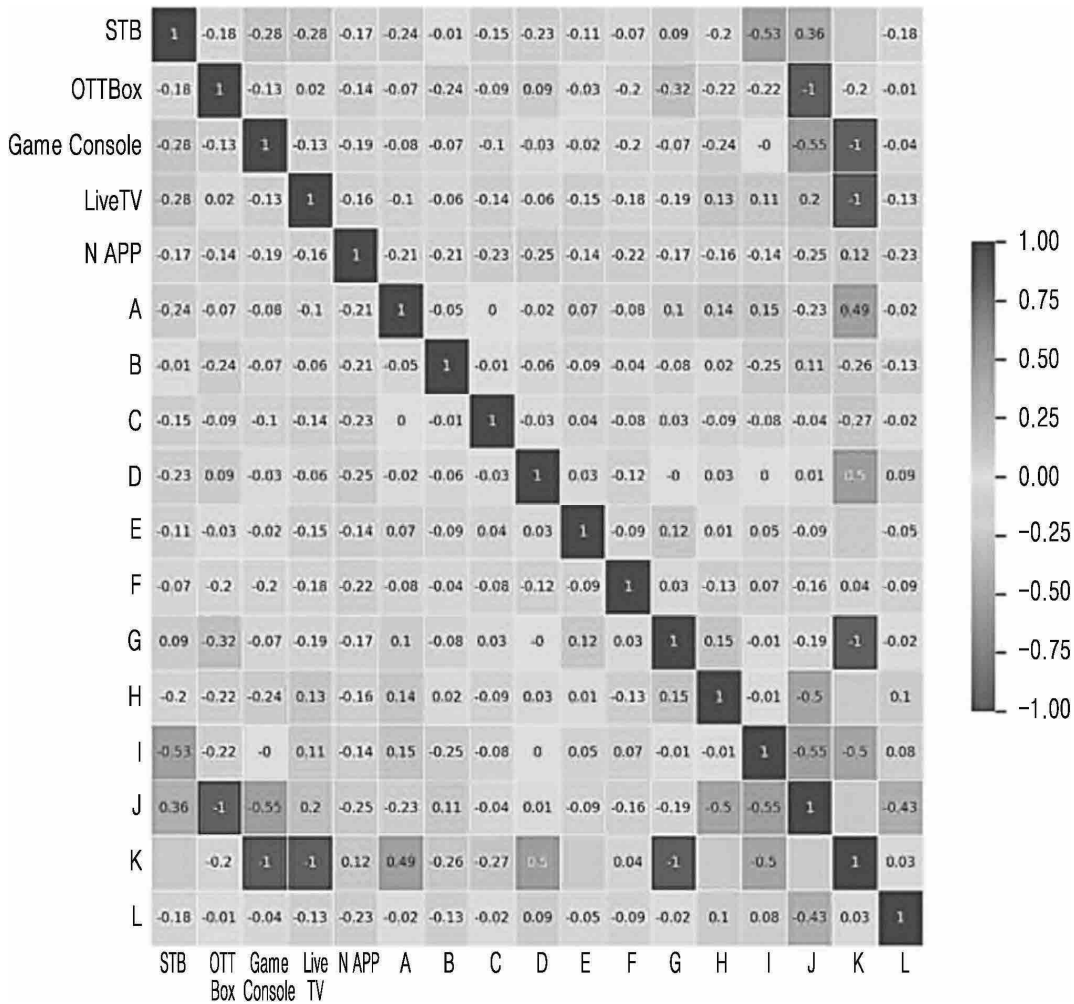 STB 1 -0.18 -0.28 -0.28 -0.17 -0.24 -0.01 -0.15 -0.23 -0.11 -0.07 0.09 -0.2 -0.53 0.36 -0.18
OTTBox -0.18 1 -0.13 0.02 -0.14 -0.07 -0.24 -0.09 0.09 -0.03 -0.2 -0.32 -0.22 -0.22 -1 -0.2 -0.01
Game Console -0.28 -0.13 1 -0.13 -0.19 -0.08 -0.07 -0.1 -0.03 -0.02 -0.2 -0.07 -0.24 -0 -0.55 -1 -0.04
LiveTV -0.28 0.02 -0.13 1 -0.16 -0.1 -0.06 -0.14 -0.06 -0.15 -0.18 -0.19 0.13 0.11 0.2 -1 -0.13
N APP -0.17 -0.14 -0.19 -0.16 1 -0.21 -0.21 -0.23 -0.25 -0.14 -0.22 -0.17 -0.16 -0.14 -0.25 0.12 -0.23
A -0.24 -0.07 -0.08 -0.1 -0.21 1 -0.05 0 -0.02 0.07 -0.08 0.1 0.14 0.15 -0.23 0.49 -0.02
B -0.01 -0.24 -0.07 -0.06 -0.21 -0.05 1 -0.01 -0.06 -0.09 -0.04 -0.08 0.02 -0.25 0.11 -0.26 -0.13
C -0.15 -0.09 -0.1 -0.14 -0.23 0 -0.01 1 -0.03 0.04 -0.08 0.03 -0.09 -0.08 -0.04 -0.27 -0.02
D -0.23 0.09 -0.03 -0.06 -0.25 -0.02 -0.06 -0.03 1 0.03 -0.12 -0 0.03 0 0.01 0.5 0.09
E -0.11 -0.03 -0.02 -0.15 -0.14 0.07 -0.09 0.04 0.03 1 -0.09 0.12 0.01 0.05 -0.09 -0.05
F -0.07 -0.2 -0.2 -0.18 -0.22 -0.08 -0.04 -0.08 -0.12 -0.09 1 0.03 -0.13 0.07 -0.16 0.04 -0.09
G 0.09 -0.32 -0.07 -0.19 -0.17 0.1 -0.08 0.03 -0 0.12 0.03 1 0.15 -0.01 -0.19 -1 -0.02
H -0.2 -0.22 -0.24 0.13 -0.16 0.14 0.02 -0.09 0.03 0.01 -0.13 0.15 1 -0.01 -0.5 0.1
I -0.53 -0.22 -0 0.11 -0.14 0.15 -0.25 -0.08 0 0.05 0.07 -0.01 -0.01 1 -0.55 -0.5 0.08
J 0.36 -1 -0.55 0.2 -0.25 -0.23 0.11 -0.04 0.01 -0.09 -0.16 -0.19 -0.5 -0.55 1 -0.43
K -0.2 -1 -1 0.12 0.49 -0.26 -0.27 0.5 0.04 -1 -0.5 1 0.03
L -0.18 -0.01 -0.04 -0.13 -0.23 -0.02 -0.13 -0.02 0.09 -0.05 -0.09 -0.02 0.1 0.08 -0.43 0.03 1
STB OTT Game Live N APP A B C D E F G H I J K L
Box Console TV
1.00
0.75
0.50
0.25
0.00
-0.25
-0.50
-0.75
-1.00